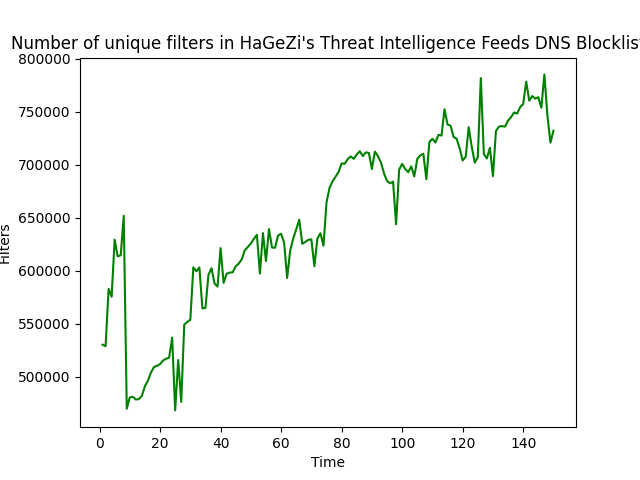 Number of unique filters in HaGeZi's Threat Intelligence Feeds DNS Blocklis
800000
750000
700000
650000
600000
550000
500000
Filters
0 20 40 60 80 100 120 140
Time